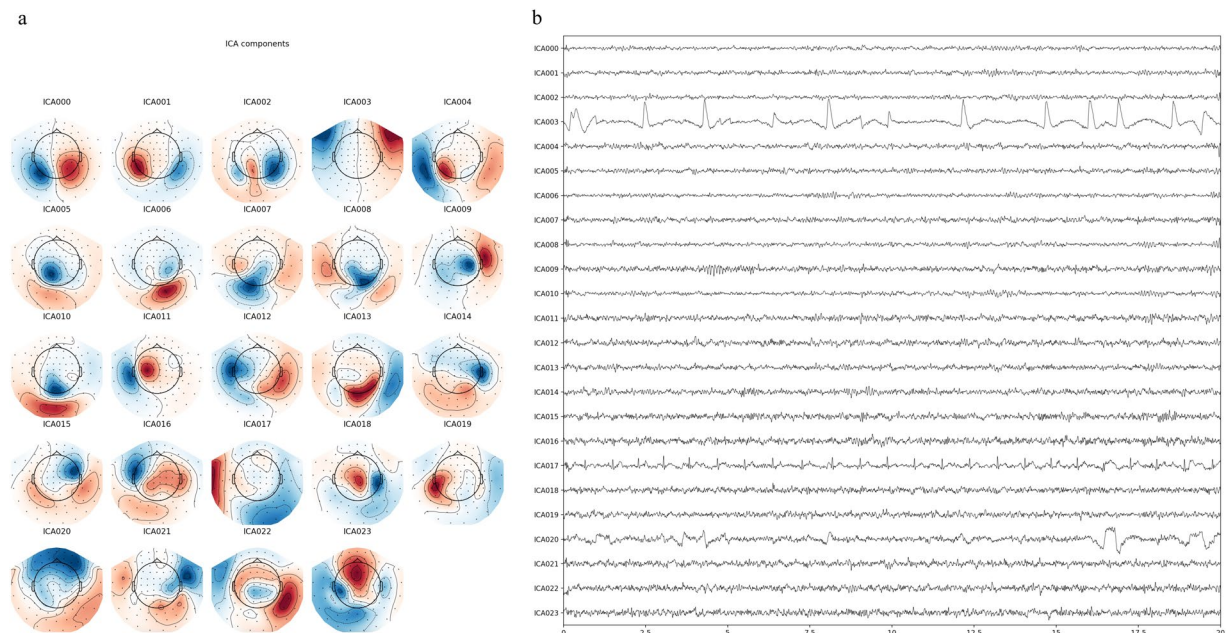 a
b
ICA components
ICA000 ICA001 ICA002 ICA003 ICA004
ICA005 ICA006 ICA007 ICA008 ICA009
ICA010 ICA011 ICA012 ICA013 ICA014
ICA015 ICA016 ICA017 ICA018 ICA019
ICA020 ICA021 ICA022 ICA023
ICA000
ICA001
ICA002
ICA003
ICA004
ICA005
ICA006
ICA007
ICA008
ICA009
ICA010
ICA011
ICA012
ICA013
ICA014
ICA015
ICA016
ICA017
ICA018
ICA019
ICA020
ICA021
ICA022
ICA023
0 2.5 5 7.5 10 12.5 15 17.5 20